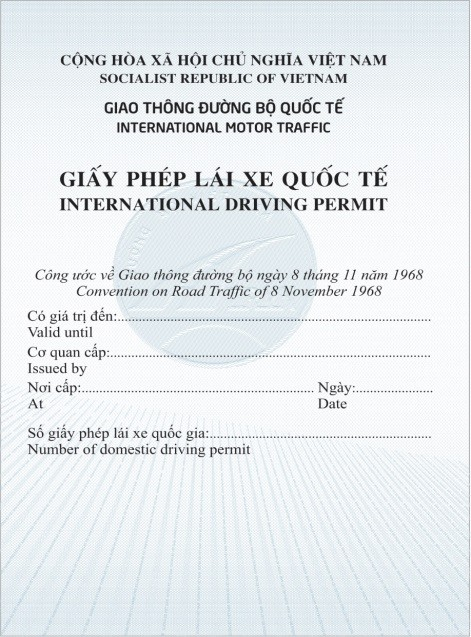 CỘNG HÒA XÃ HỘI CHỦ NGHĨA VIỆT NAM
SOCIALIST REPUBLIC OF VIETNAM
GIAO THÔNG ĐƯỜNG BỘ QUỐC TẾ
INTERNATIONAL MOTOR TRAFFIC
GIẤY PHÉP LÁI XE QUỐC TẾ
INTERNATIONAL DRIVING PERMIT
Công ước về Giao thông đường bộ ngày 8 tháng 11 năm 1968
Convention on Road Traffic of 8 November 1968
Có giá trị đến:
Valid until
Cơ quan cấp:
Issued by
Nơi cấp: Ngày:
At Date
Số giấy phép lái xe quốc gia:
Number of domestic driving permit